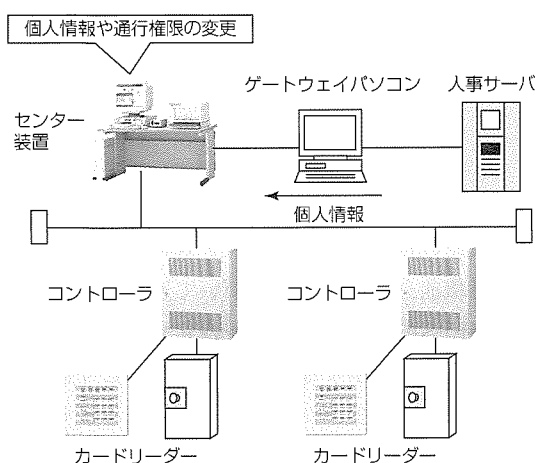 個人情報や通行権限の変更
ゲートウェイパソコン
人事サーバ
センター
装置
個人情報
コントローラ
コントローラ
カードリーダー
カードリーダー